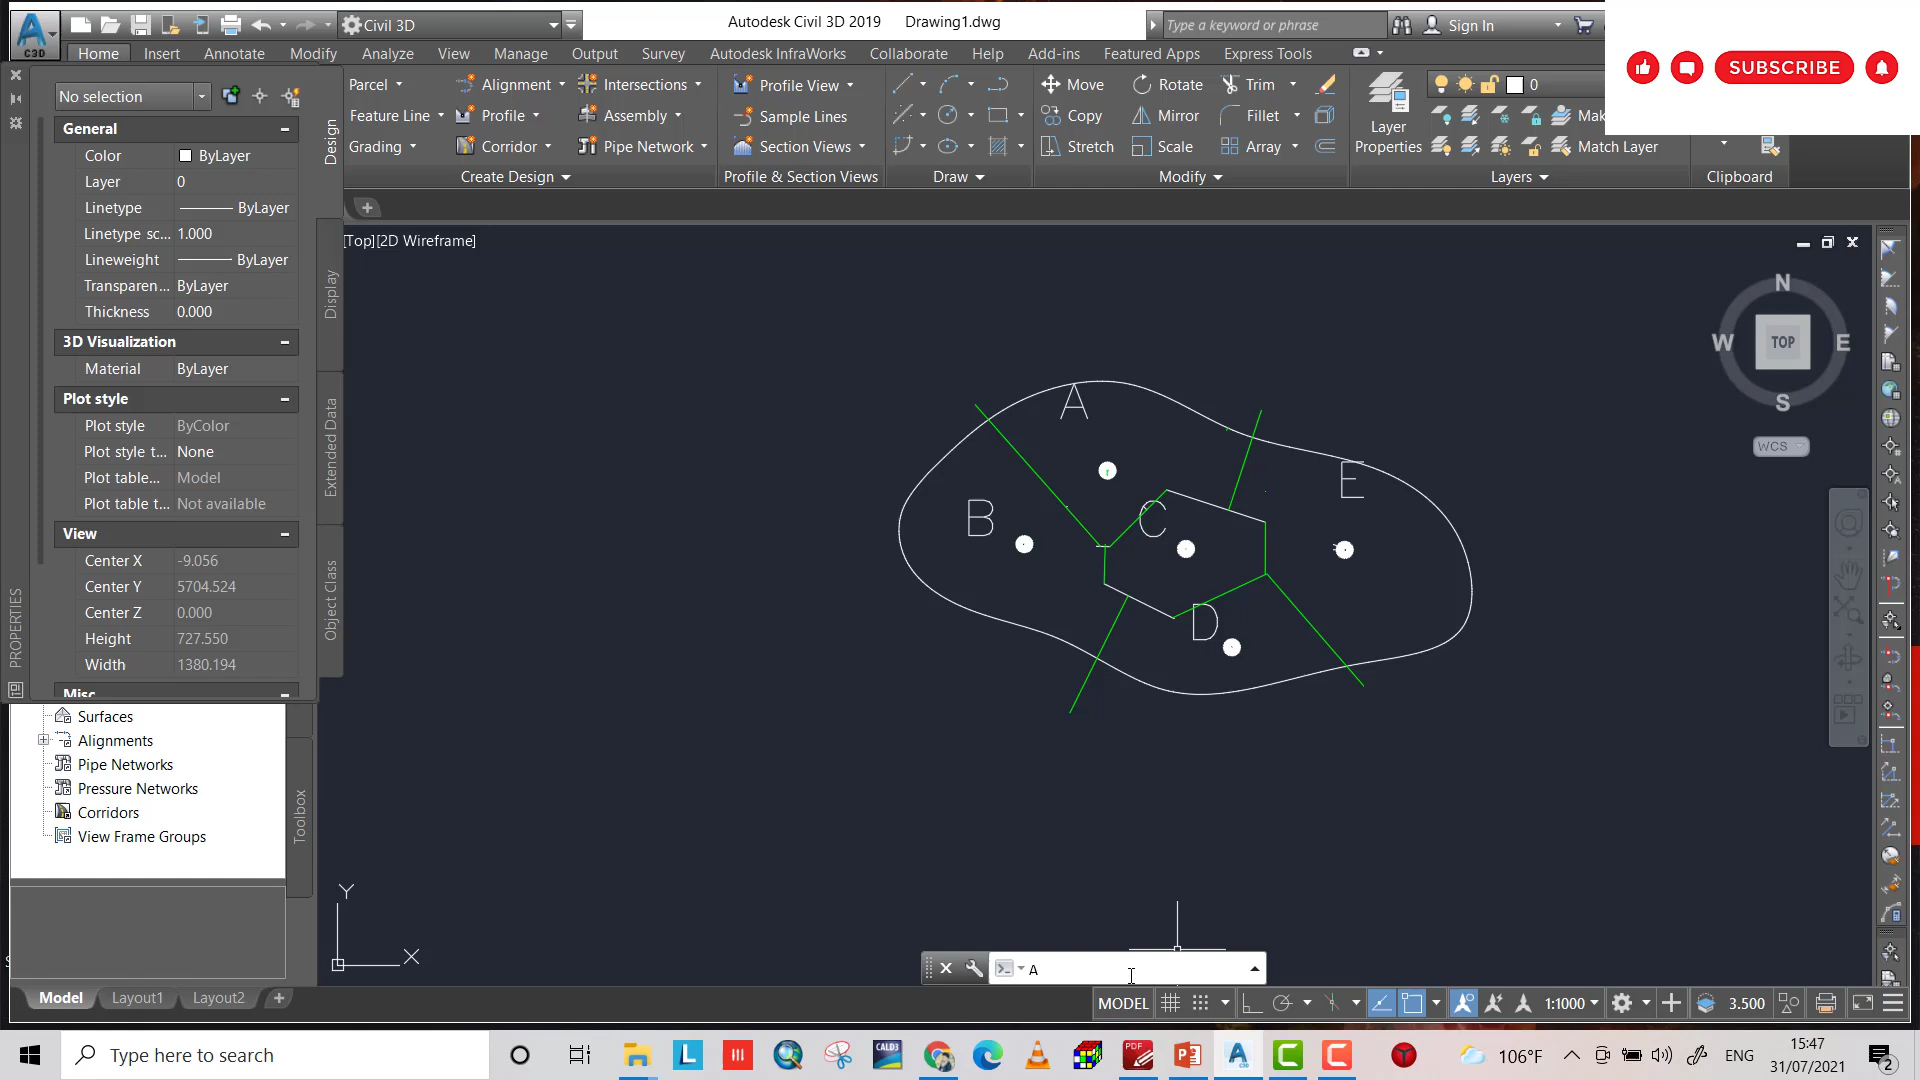 Civil 3D
Autodesk Civil 3D 2019 Drawing1.dwg
Type a keyword or phrase
Sign In
C3D
Home Insert Annotate Modify Analyze View Manage Output Survey Autodesk InfraWorks Collaborate Help Add-ins Featured Apps Express Tools
SUBSCRIBE
No selection
Parcel Alignment Intersections Profile View Move Rotate Trim 0
Feature Line Profile Assembly Sample Lines Copy Mirror Fillet Layer Properties Mak
Grading Corridor Pipe Network Section Views Stretch Scale Array Match Layer
Create Design Profile & Section Views Draw Modify Layers Clipboard
General
Color ByLayer
Layer 0
Linetype ByLayer
Linetype sc... 1.000
Lineweight ByLayer
Transparen... ByLayer
Thickness 0.000
3D Visualization
Material ByLayer
Plot style
Plot style ByColor
Plot style t... None
Plot table... Model
Plot table t... Not available
View
Center X -9.056
Center Y 5704.524
Center Z 0.000
Height 727.550
Width 1380.194
Misc
Design
Display
Extended Data
Object Class
PROPERTIES
Surfaces
Alignments
Pipe Networks
Pressure Networks
Corridors
View Frame Groups
Toolbox
[Top][2D Wireframe]
N
W TOP E
S
WCS
A
E
B
C
D
Y
X
A
Model Layout1 Layout2
MODEL 1:1000 3.500
Type here to search
CALD3
PDF
106°F
ENG
15:47
31/07/2021
2